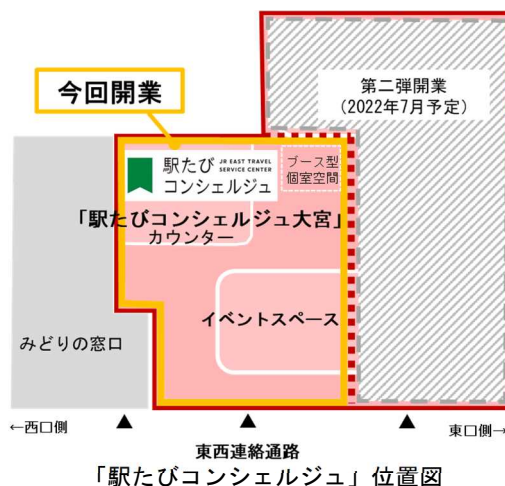 第二弾開業
（2022年7月予定）
今回開業
駅たび JR EAST TRAVEL
SERVICE CENTER
コンシェルジュ
ブース型
個室空間
「駅たびコンシェルジュ大宮」
カウンター
イベントスペース
みどりの窓口
←西口側
東口側→
東西連絡通路
「駅たびコンシェルジュ」位置図